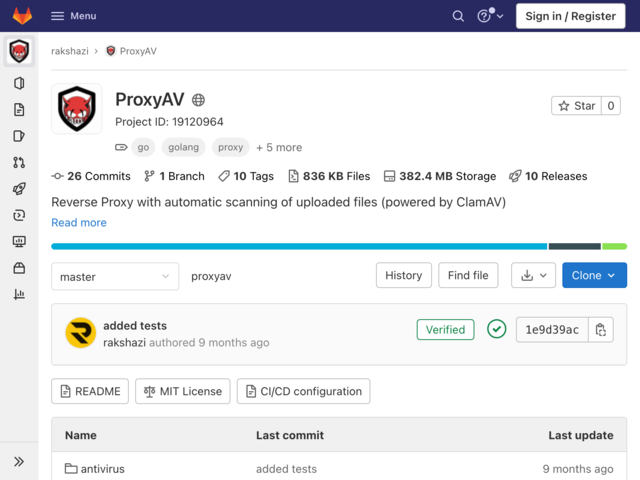 Menu
Sign in / Register
rakshazi > ProxyAV
ProxyAV
Project ID: 19120964
Star 0
go golang proxy + 5 more
26 Commits 1 Branch 10 Tags 836 KB Files 382.4 MB Storage 10 Releases
Reverse Proxy with automatic scanning of uploaded files (powered by ClamAV)
Read more
master proxyav History Find file Clone
added tests
rakshazi authored 9 months ago
Verified 1e9d39ac
README MIT License CI/CD configuration
Name Last commit Last update
antivirus added tests 9 months ago